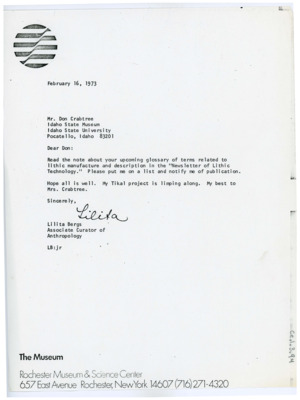 February 16, 1973
Mr. Don Crabtree
Idaho State Museum
Idaho State University
Pocatello, Idaho 83201
Dear Don:
Read the note about your upcoming glossary of terms related to
lithic manufacture and description in the "Newsletter of Lithic
Technology." Please put me on a list and notify me of publication.
Hope all is well. My Tikal project is limping along. My best to
Mrs. Crabtree.
Sincerely,
Lilita
Lilita Bergs
Associate Curator of
Anthropology
LB:jr
The Museum
Rochester Museum & Science Center
657 East Avenue Rochester, New York 14607 (716) 271-4320